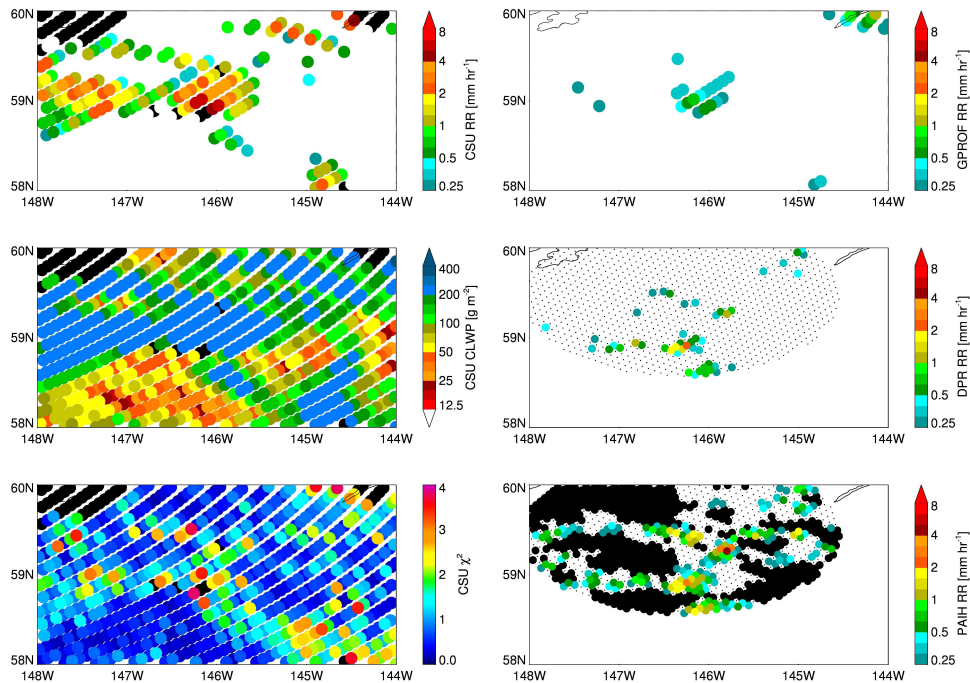 60N
59N
58N
148W 147W 146W 145W 144W
8
4
2
1
0.5
0.25
CSU RR [mm hr⁻¹]
60N
59N
58N
148W 147W 146W 145W 144W
8
4
2
1
0.5
0.25
GPROF RR [mm hr⁻¹]
60N
59N
58N
148W 147W 146W 145W 144W
400
200
100
50
25
12.5
CSU CLWP [g m⁻²]
60N
59N
58N
148W 147W 146W 145W 144W
8
4
2
1
0.5
0.25
DPR RR [mm hr⁻¹]
60N
59N
58N
148W 147W 146W 145W 144W
4
3
2
1
0.0
CSU χ²
60N
59N
58N
148W 147W 146W 145W 144W
8
4
2
1
0.5
0.25
PAIH RR [mm hr⁻¹]